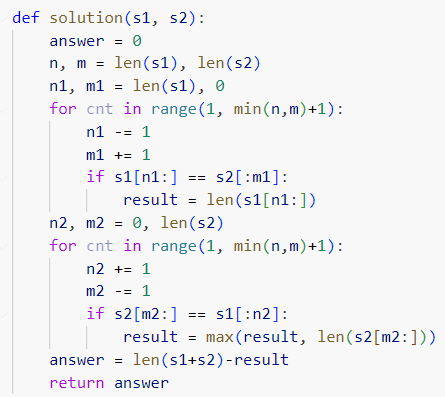 def solution(s1, s2):
    answer = 0
    n, m = len(s1), len(s2)
    n1, m1 = len(s1), 0
    for cnt in range(1, min(n,m)+1):
        n1 -= 1
        m1 += 1
        if s1[n1:] == s2[:m1]:
            result = len(s1[n1:])
    n2, m2 = 0, len(s2)
    for cnt in range(1, min(n,m)+1):
        n2 += 1
        m2 -= 1
        if s2[m2:] == s1[:n2]:
            result = max(result, len(s2[m2:]))
    answer = len(s1+s2)-result
    return answer